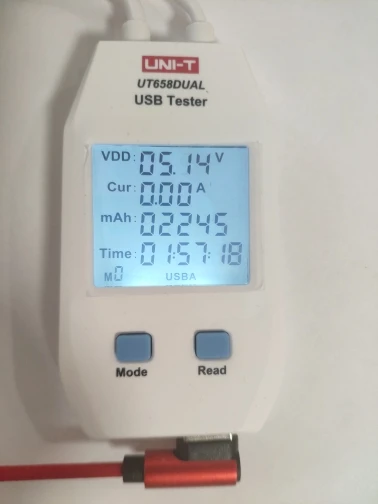 UNI-T
UT658DUAL
USB Tester
VDD: 05.14 V
Cur: 0.00 A
mAh: 02245
Time: 01:57:18
M0 USBA
Mode Read